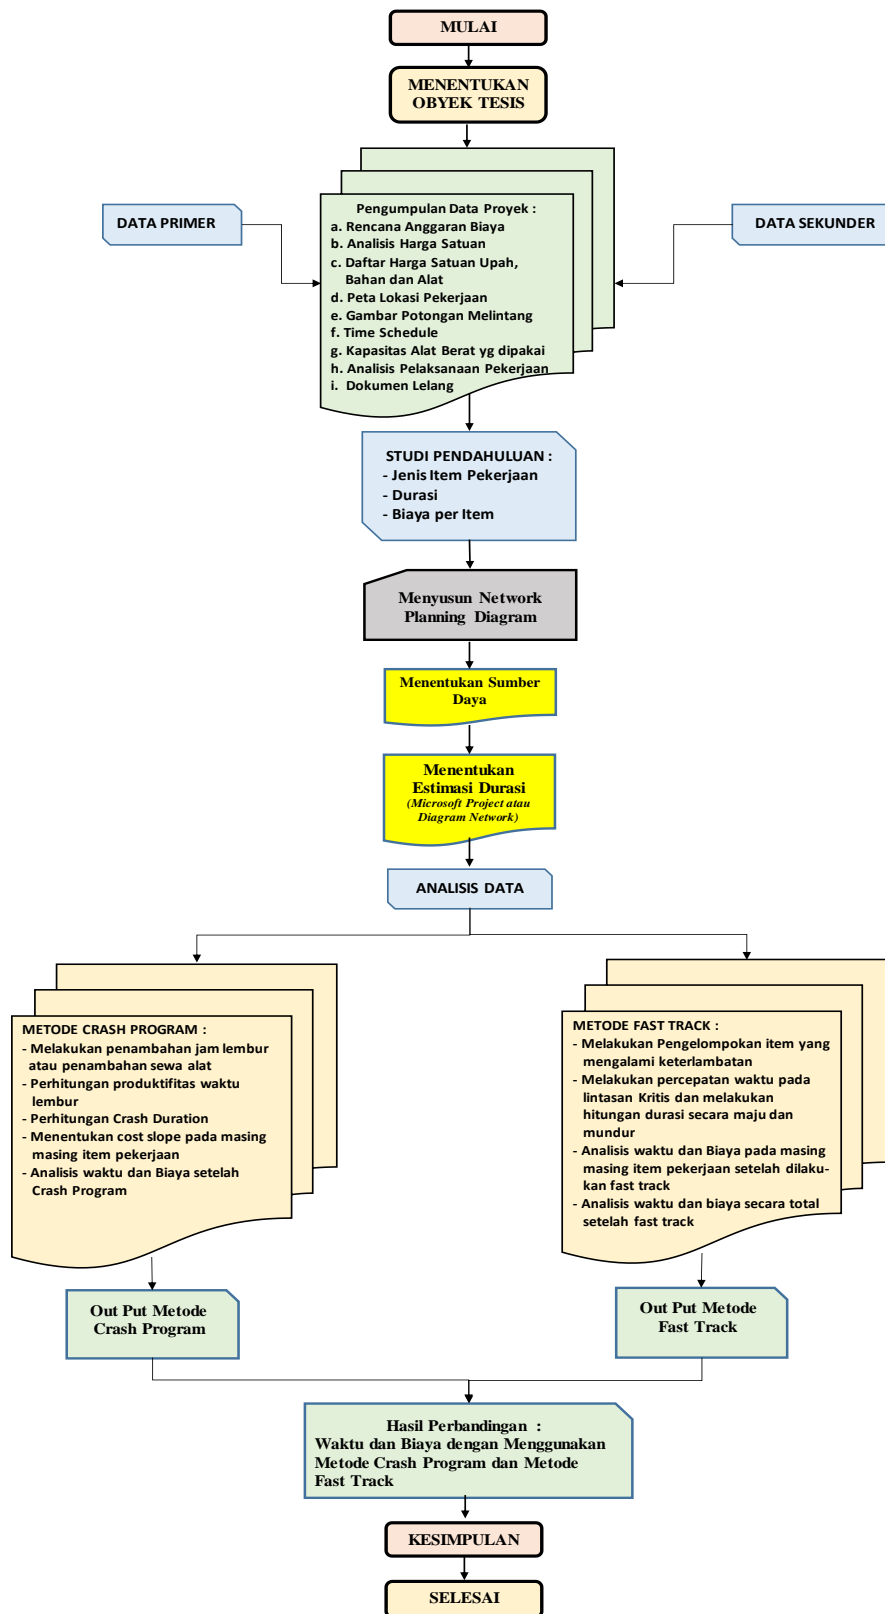 MULAI
MENENTUKAN
OBYEK TESIS
DATA PRIMER
Pengumpulan Data Proyek :
a. Rencana Anggaran Biaya
b. Analisis Harga Satuan
c. Daftar Harga Satuan Upah,
Bahan dan Alat
d. Peta Lokasi Pekerjaan
e. Gambar Potongan Melintang
f. Time Schedule
g. Kapasitas Alat Berat yg dipakai
h. Analisis Pelaksanaan Pekerjaan
i. Dokumen Lelang
DATA SEKUNDER
STUDI PENDAHULUAN :
- Jenis Item Pekerjaan
- Durasi
- Biaya per Item
Menyusun Network
Planning Diagram
Menentukan Sumber
Daya
Menentukan
Estimasi Durasi
(Microsoft Project atau
Diagram Network)
ANALISIS DATA
METODE CRASH PROGRAM :
- Melakukan penambahan jam lembur
atau penambahan sewa alat
- Perhitungan produktifitas waktu
lembur
- Perhitungan Crash Duration
- Menentukan cost slope pada masing
masing item pekerjaan
- Analisis waktu dan Biaya setelah
Crash Program
METODE FAST TRACK :
- Melakukan Pengelompokan item yang
mengalami keterlambatan
- Melakukan percepatan waktu pada
lintasan Kritis dan melakukan
hitungan durasi secara maju dan
mundur
- Analisis waktu dan Biaya pada masing
masing item pekerjaan setelah dilaku-
kan fast track
- Analisis waktu dan biaya secara total
setelah fast track
Out Put Metode
Crash Program
Out Put Metode
Fast Track
Hasil Perbandingan :
Waktu dan Biaya dengan Menggunakan
Metode Crash Program dan Metode
Fast Track
KESIMPULAN
SELESAI